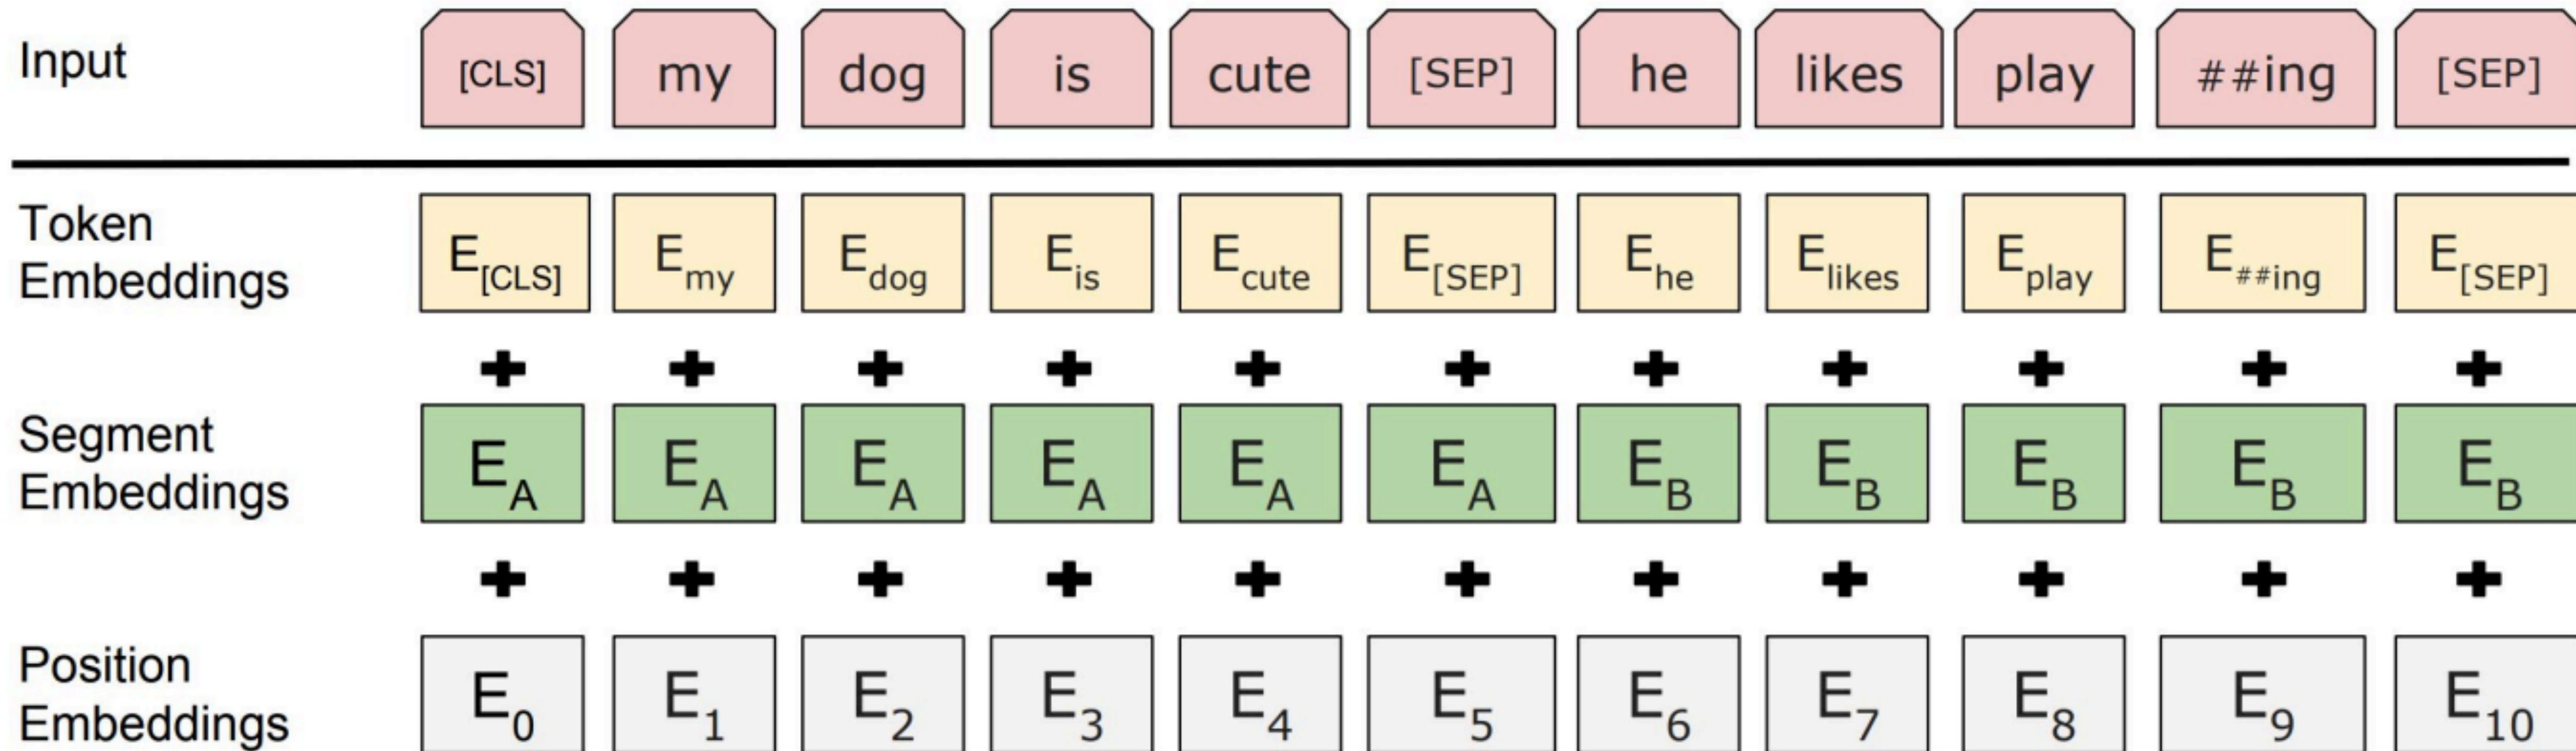 Input [CLS] my dog is cute [SEP] he likes play ##ing [SEP]
Token
Embeddings
E[CLS] Emy Edog Eis Ecute E[SEP] Ehe Elikes Eplay E##ing E[SEP]
+ + + + + + + + + + +
Segment
Embeddings
EA EA EA EA EA EA EB EB EB EB EB
+ + + + + + + + + + +
Position
Embeddings
E0 E1 E2 E3 E4 E5 E6 E7 E8 E9 E10